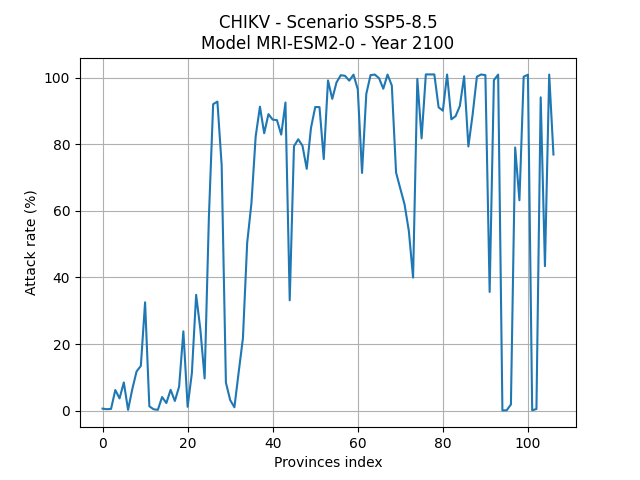 CHIKV - Scenario SSP5-8.5
Model MRI-ESM2-0 - Year 2100
100
80
60
40
20
0
Attack rate (%)
0 20 40 60 80 100
Provinces index